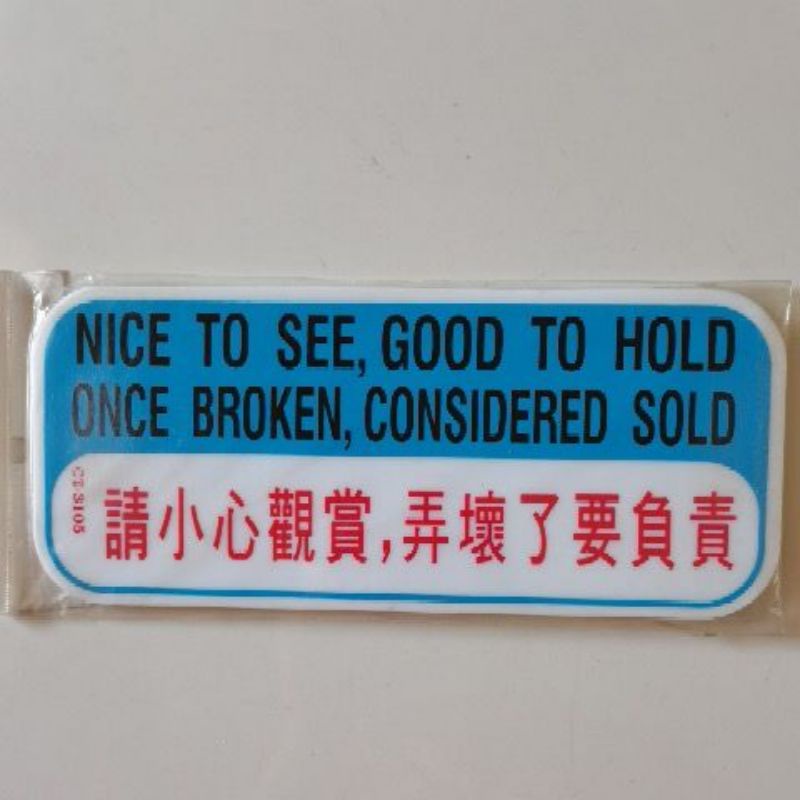 NICE TO SEE, GOOD TO HOLD
ONCE BROKEN, CONSIDERED SOLD
請小心觀賞,弄壞了要負責
CTS105